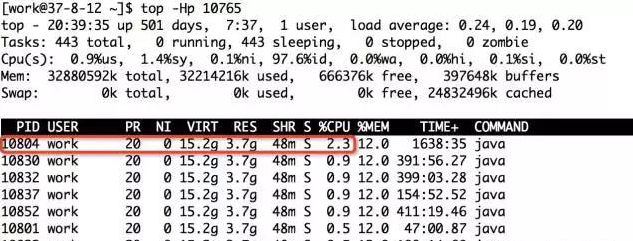 [work@37-8-12 ~]$ top -Hp 10765
top - 20:39:35 up 501 days,  7:37,  1 user,  load average: 0.24, 0.19, 0.20
Tasks: 443 total,   0 running, 443 sleeping,   0 stopped,   0 zombie
Cpu(s):  0.9%us,  1.4%sy,  0.1%ni, 97.6%id,  0.0%wa,  0.0%hi,  0.1%si,  0.0%st
Mem:  32880592k total, 32214216k used,   666376k free,   397648k buffers
Swap:        0k total,        0k used,        0k free, 24832496k cached
PID USER      PR  NI  VIRT  RES  SHR S %CPU %MEM    TIME+  COMMAND
10804 work      20   0 15.2g 3.7g  48m S  2.3 12.0   1638:35 java
10830 work      20   0 15.2g 3.7g  48m S  0.9 12.0 391:56.27 java
10832 work      20   0 15.2g 3.7g  48m S  0.9 12.0 399:03.28 java
10837 work      20   0 15.2g 3.7g  48m S  0.9 12.0 154:52.52 java
10852 work      20   0 15.2g 3.7g  48m S  0.9 12.0 411:19.46 java
10801 work      20   0 15.2g 3.7g  48m S  0.5 12.0  47:00.87 java